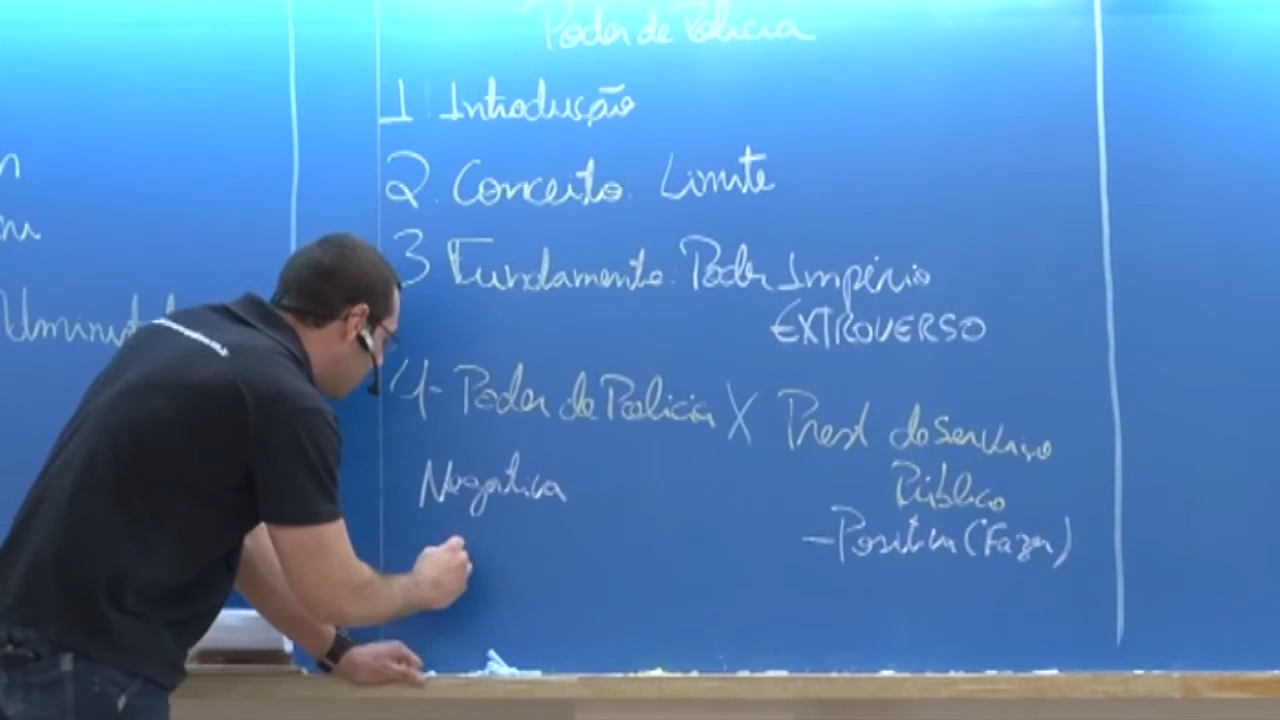 Poder de Polícia
1 Introdução
2. Conceito: Limite
3 Fundamento: Poder Império
EXTROVERSO
4- Poder de Polícia X Prest do Serviço
Público
Negativa
- Positiva (Fazer)